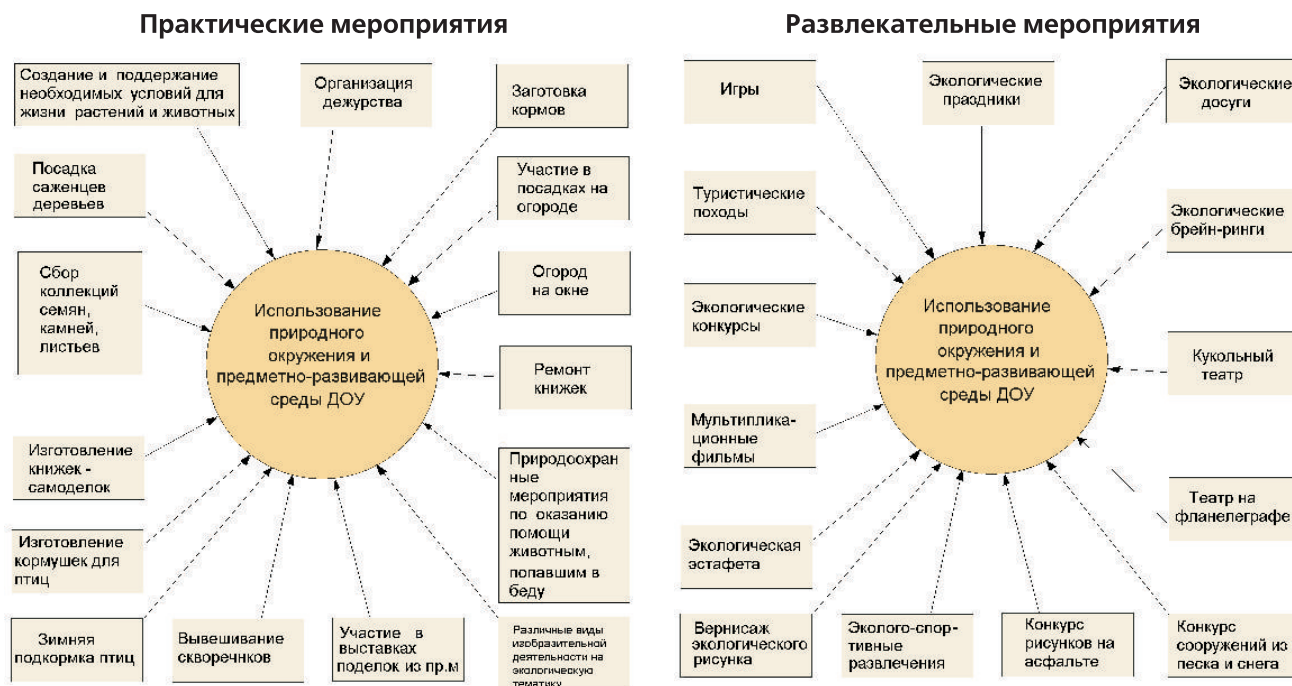 Практические мероприятия
Создание и поддержание
необходимых условий для
жизни растений и животных
Организация
дежурства
Заготовка
кормов
Посадка
саженцев
деревьев
Участие в
посадках на
огороде
Сбор
коллекций
семян,
камней,
листьев
Огород
на окне
Использование
природного
окружения и
предметно-развивающей
среды ДОУ
Ремонт
книжек
Изготовление
книжек -
самоделок
Природоохран
ные
мероприятия
по оказанию
помощи
животным,
попавшим в
беду
Изготовление
кормушек для
птиц
Зимняя
подкормка птиц
Вывешивание
скворечнков
Участие в
выставках
поделок из пр.м
Различные виды
изобразительной
деятельности на
экологическую
тематику
Развлекательные мероприятия
Игры
Экологические
праздники
Экологические
досуги
Туристические
походы
Экологические
брейн-ринги
Экологические
конкурсы
Использование
природного
окружения и
предметно-развивающей
среды ДОУ
Кукольный
театр
Мультиплика-
ционные
фильмы
Театр на
фланелеграфе
Экологическая
эстафета
Вернисаж
экологического
рисунка
Эколого-спор-
тивные
развлечения
Конкурс
рисунков на
асфальте
Конкурс
сооружений из
песка и снега